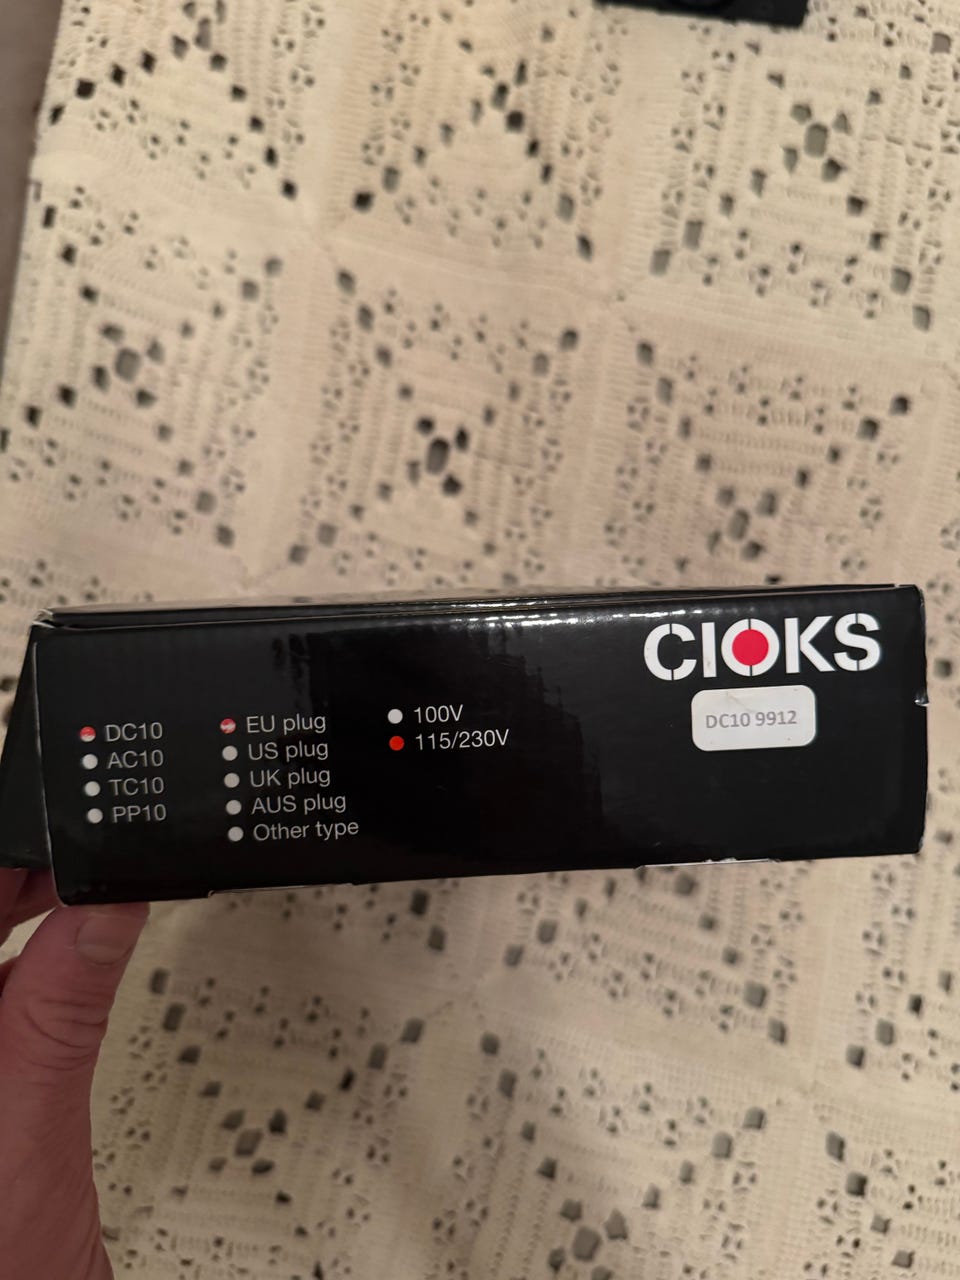 CIOKS
DC10 9912
DC10
AC10
TC10
PP10
EU plug
US plug
UK plug
AUS plug
Other type
100V
115/230V